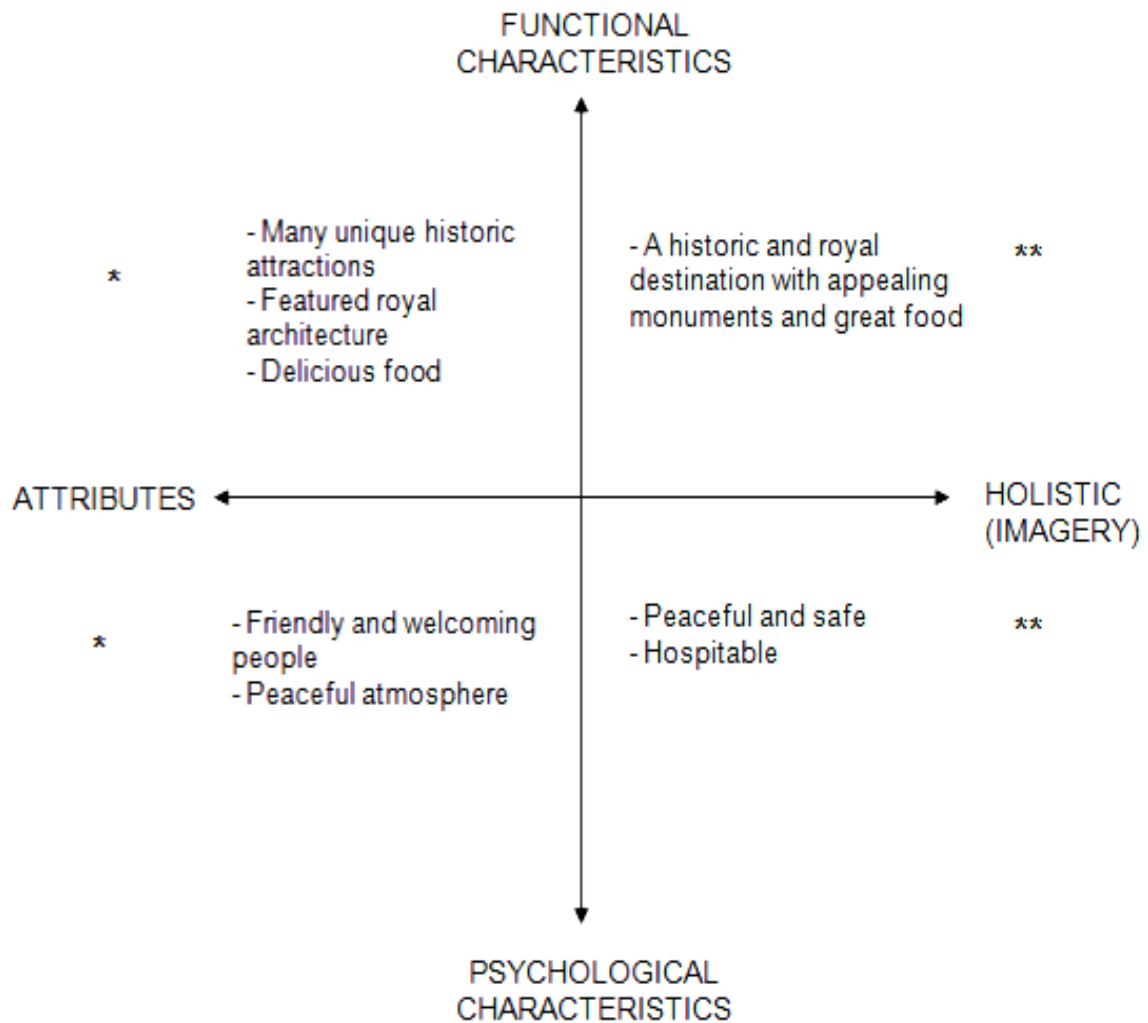 FUNCTIONAL
CHARACTERISTICS
- Many unique historic
attractions
- Featured royal
architecture
- Delicious food
*
- A historic and royal
destination with appealing
monuments and great food
**
ATTRIBUTES
HOLISTIC
(IMAGERY)
- Friendly and welcoming
people
- Peaceful atmosphere
*
- Peaceful and safe
- Hospitable
**
PSYCHOLOGICAL
CHARACTERISTICS